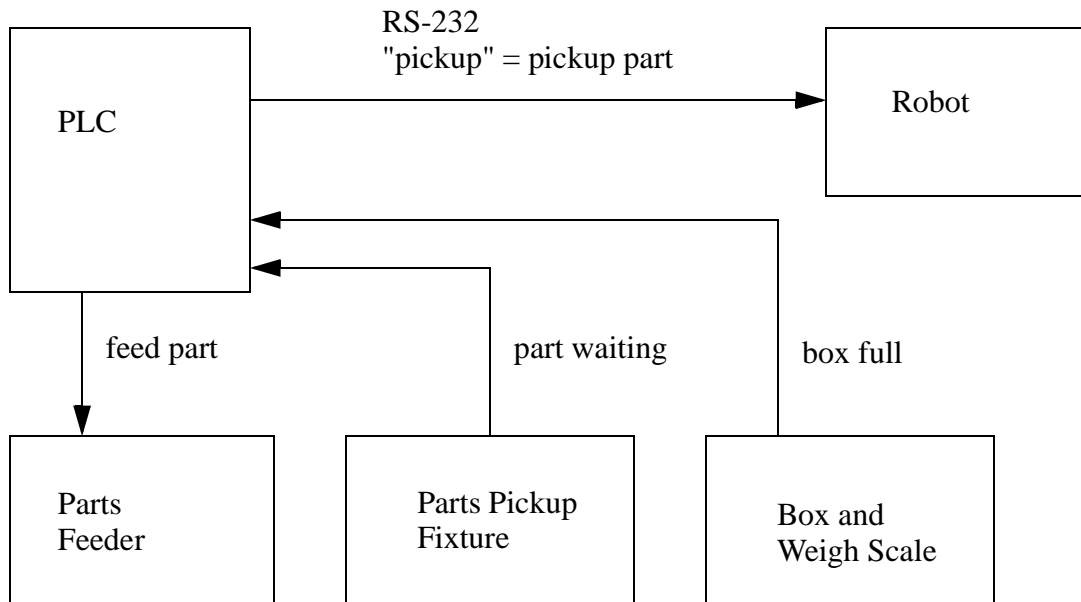 RS-232
"pickup" = pickup part
PLC
Robot
feed part
part waiting
box full
Parts
Feeder
Parts Pickup
Fixture
Box and
Weigh Scale